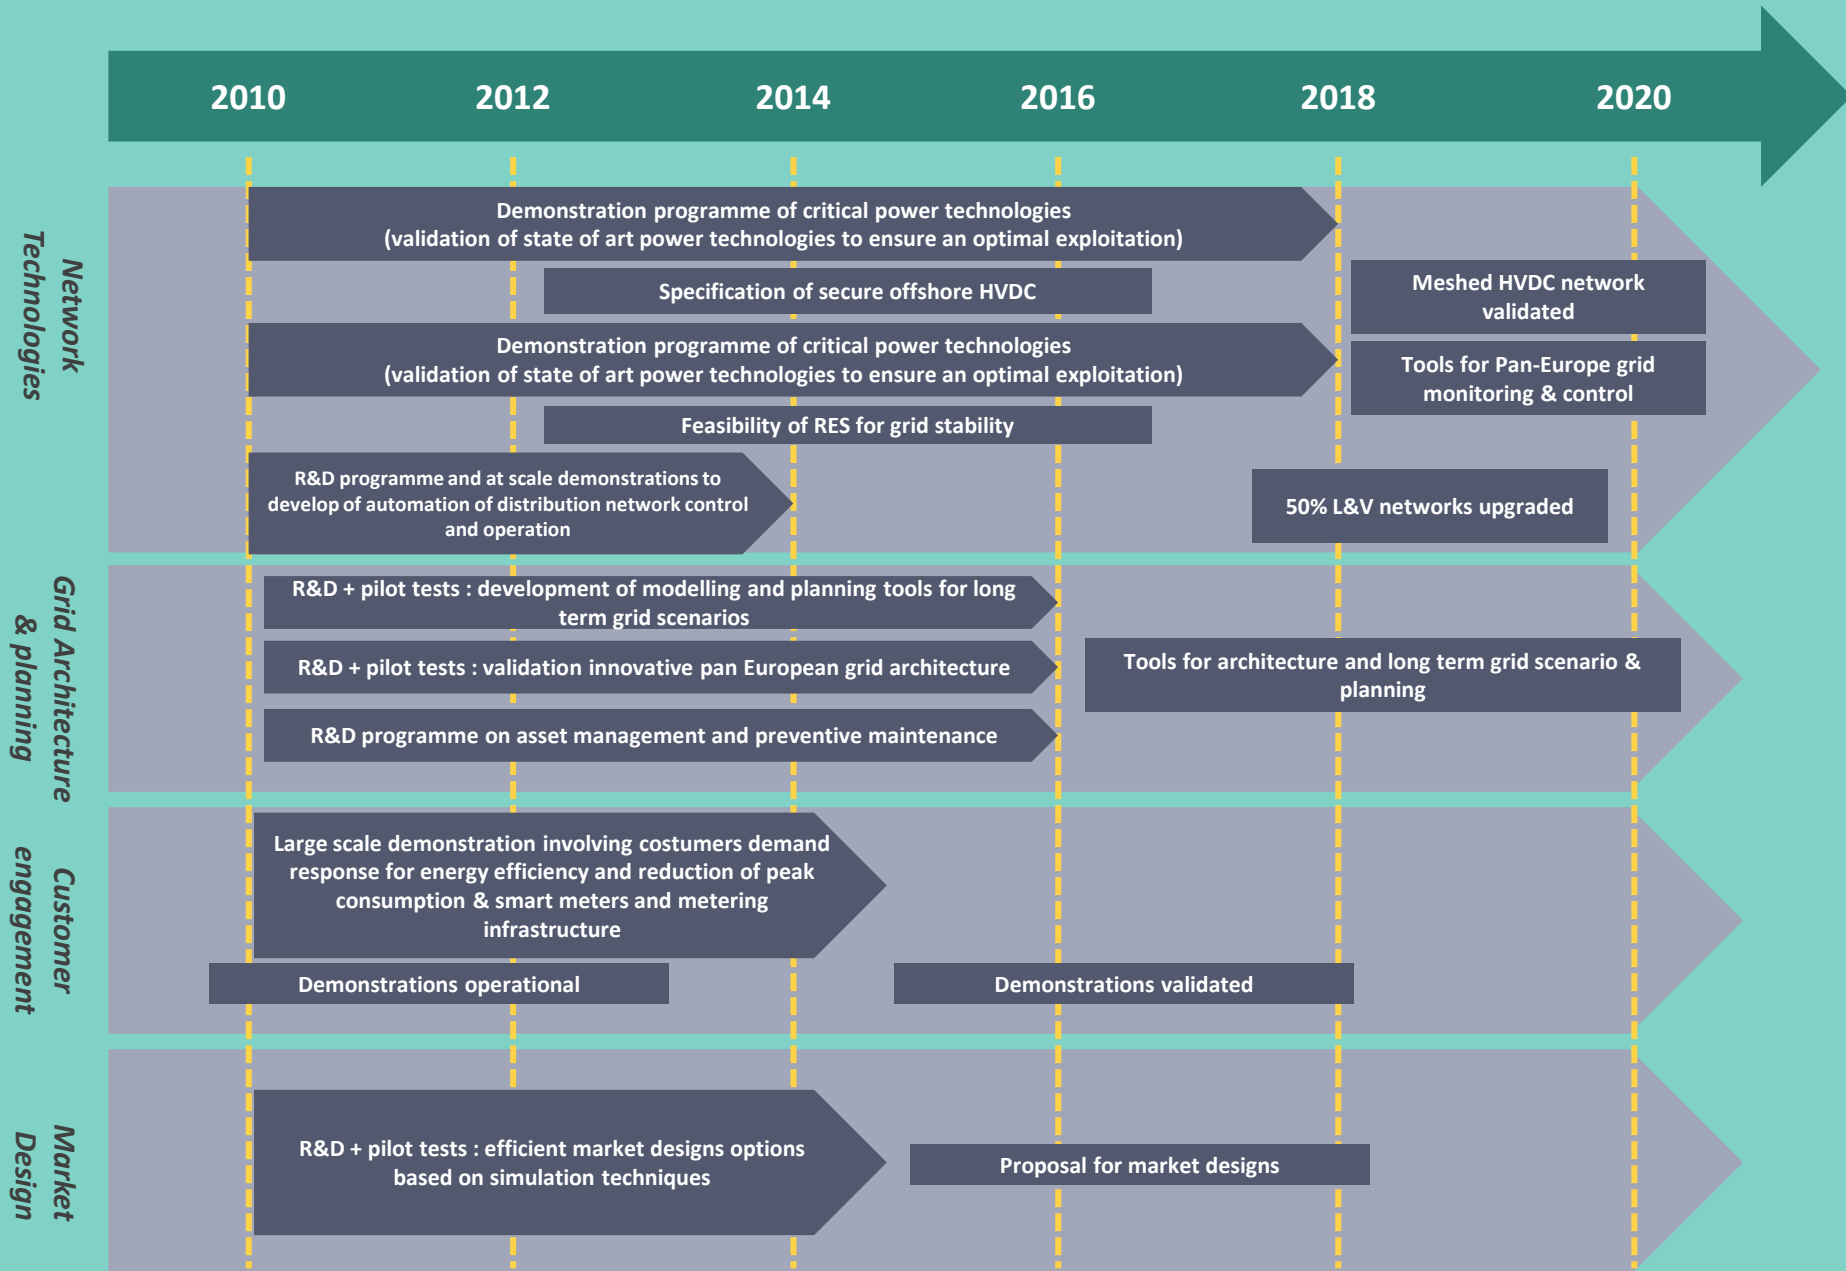 2010 2012 2014 2016 2018 2020
Network
Technologies
Demonstration programme of critical power technologies
(validation of state of art power technologies to ensure an optimal exploitation)
Specification of secure offshore HVDC
Meshed HVDC network
validated
Demonstration programme of critical power technologies
(validation of state of art power technologies to ensure an optimal exploitation)
Tools for Pan-Europe grid
monitoring & control
Feasibility of RES for grid stability
R&D programme and at scale demonstrations to
develop of automation of distribution network control
and operation
50% L&V networks upgraded
Grid Architecture
& planning
R&D + pilot tests : development of modelling and planning tools for long
term grid scenarios
R&D + pilot tests : validation innovative pan European grid architecture
Tools for architecture and long term grid scenario &
planning
R&D programme on asset management and preventive maintenance
Customer
engagement
Large scale demonstration involving costumers demand
response for energy efficiency and reduction of peak
consumption & smart meters and metering
infrastructure
Demonstrations operational
Demonstrations validated
Market
Design
R&D + pilot tests : efficient market designs options
based on simulation techniques
Proposal for market designs